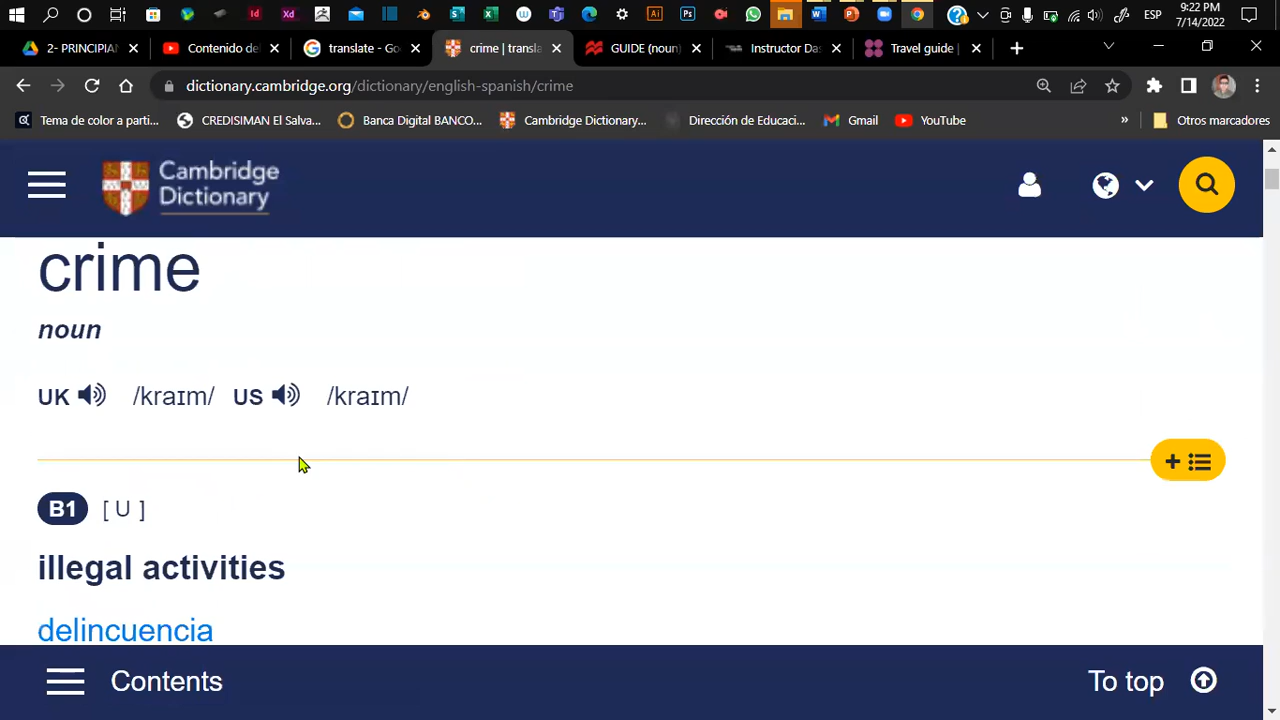 9:22 PM
ESP
7/14/2022
2- PRINCIPIAN
Contenido de
translate - Goo
crime | transla
GUIDE (noun)
Instructor Das
Travel guide |
dictionary.cambridge.org/dictionary/english-spanish/crime
Tema de color a parti...
CREDISIMAN El Salva...
Banca Digital BANCO...
Cambridge Dictionary...
Dirección de Educaci...
Gmail
YouTube
»
Otros marcadores
Cambridge
Dictionary
crime
noun
UK /kraɪm/ US /kraɪm/
B1 [ U ]
illegal activities
delincuencia
Contents
To top